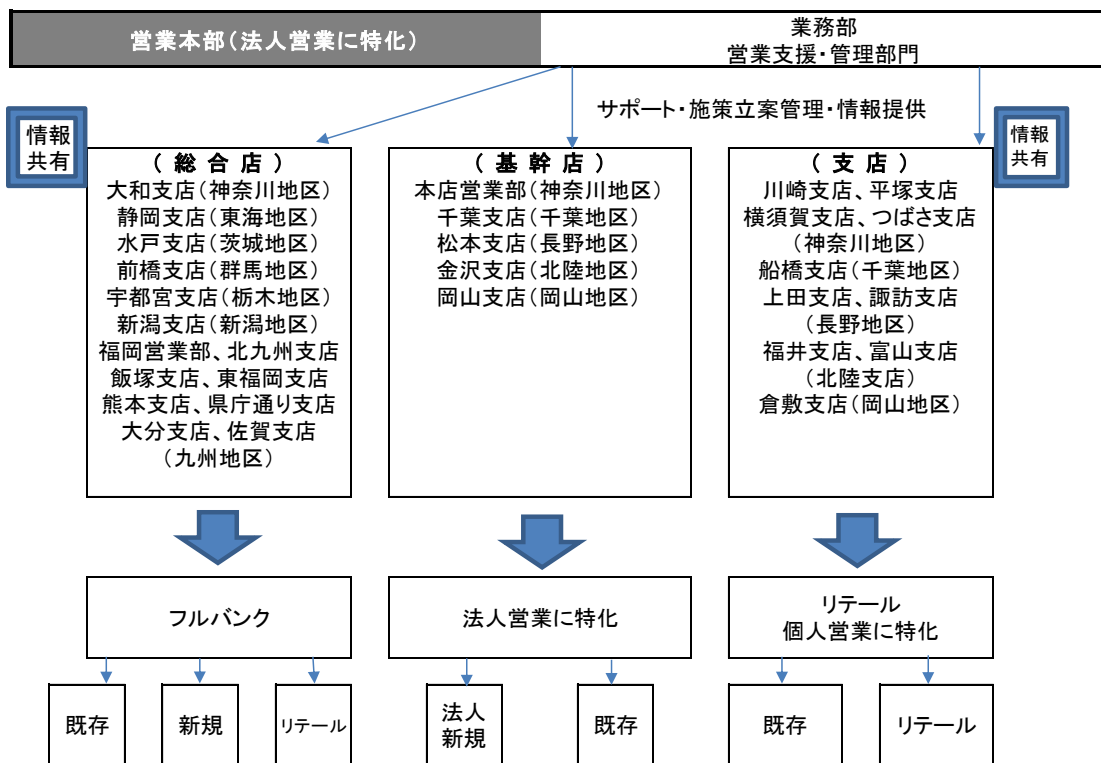 営業本部（法人営業に特化）
業務部
営業支援・管理部門
サポート・施策立案管理・情報提供
情報
共有
情報
共有
（ 総 合 店 ）
大和支店（神奈川地区）
静岡支店（東海地区）
水戸支店（茨城地区）
前橋支店（群馬地区）
宇都宮支店（栃木地区）
新潟支店（新潟地区）
福岡営業部、北九州支店
飯塚支店、東福岡支店
熊本支店、県庁通り支店
大分支店、佐賀支店
（九州地区）
（ 基 幹 店 ）
本店営業部（神奈川地区）
千葉支店（千葉地区）
松本支店（長野地区）
金沢支店（北陸地区）
岡山支店（岡山地区）
（ 支 店 ）
川崎支店、平塚支店
横須賀支店、つばさ支店
（神奈川地区）
船橋支店（千葉地区）
上田支店、諏訪支店
（長野地区）
福井支店、富山支店
（北陸支店）
倉敷支店（岡山地区）
フルバンク
法人営業に特化
リテール
個人営業に特化
既存
新規
リテール
法人
新規
既存
既存
リテール